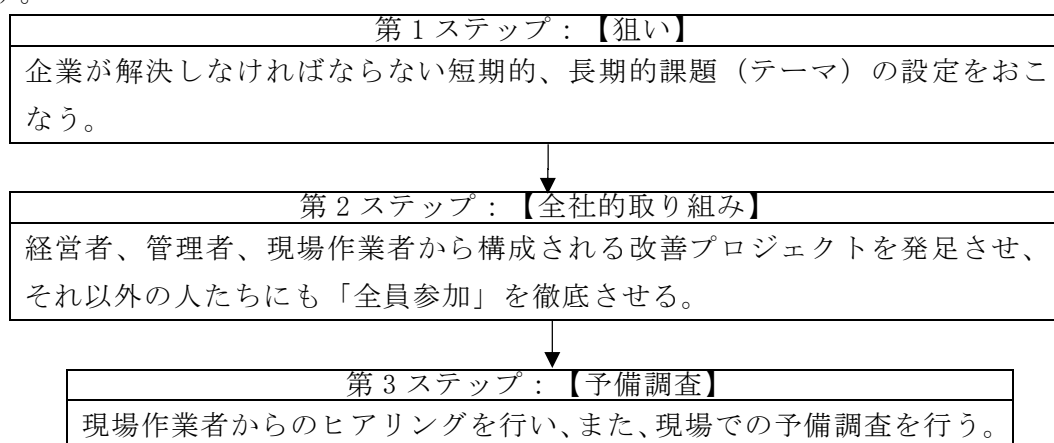 す。
第1ステップ:【狙い】
企業が解決しなければならない短期的、長期的課題(テーマ)の設定をおこ
なう。
第2ステップ:【全社的取り組み】
経営者、管理者、現場作業者から構成される改善プロジェクトを発足させ、
それ以外の人たちにも「全員参加」を徹底させる。
第3ステップ:【予備調査】
現場作業者からのヒアリングを行い、また、現場での予備調査を行う。